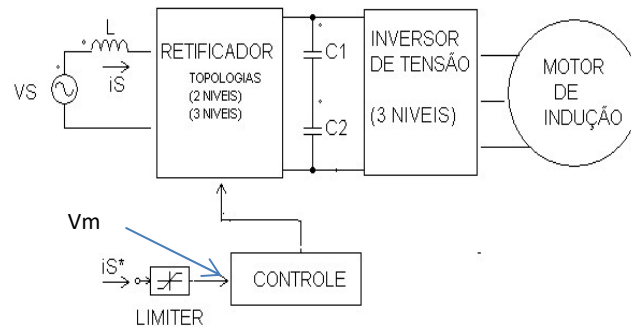 L
VS
iS
RETIFICADOR
TOPOLOGIAS
(2 NIVEIS)
(3 NIVEIS)
C1
C2
INVERSOR
DE TENSÃO
(3 NIVEIS)
MOTOR
DE
INDUÇÃO
Vm
iS*
LIMITER
CONTROLE